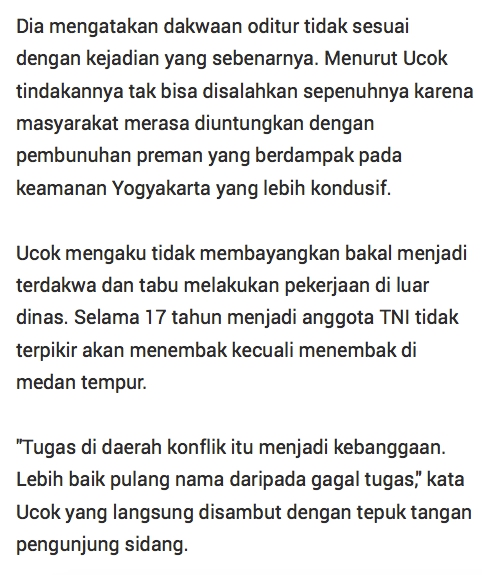 Dia mengatakan dakwaan oditur tidak sesuai
dengan kejadian yang sebenarnya. Menurut Ucok
tindakannya tak bisa disalahkan sepenuhnya karena
masyarakat merasa diuntungkan dengan
pembunuhan preman yang berdampak pada
keamanan Yogyakarta yang lebih kondusif.
Ucok mengaku tidak membayangkan bakal menjadi
terdakwa dan tabu melakukan pekerjaan di luar
dinas. Selama 17 tahun menjadi anggota TNI tidak
terpikir akan menembak kecuali menembak di
medan tempur.
"Tugas di daerah konflik itu menjadi kebanggaan.
Lebih baik pulang nama daripada gagal tugas," kata
Ucok yang langsung disambut dengan tepuk tangan
pengunjung sidang.